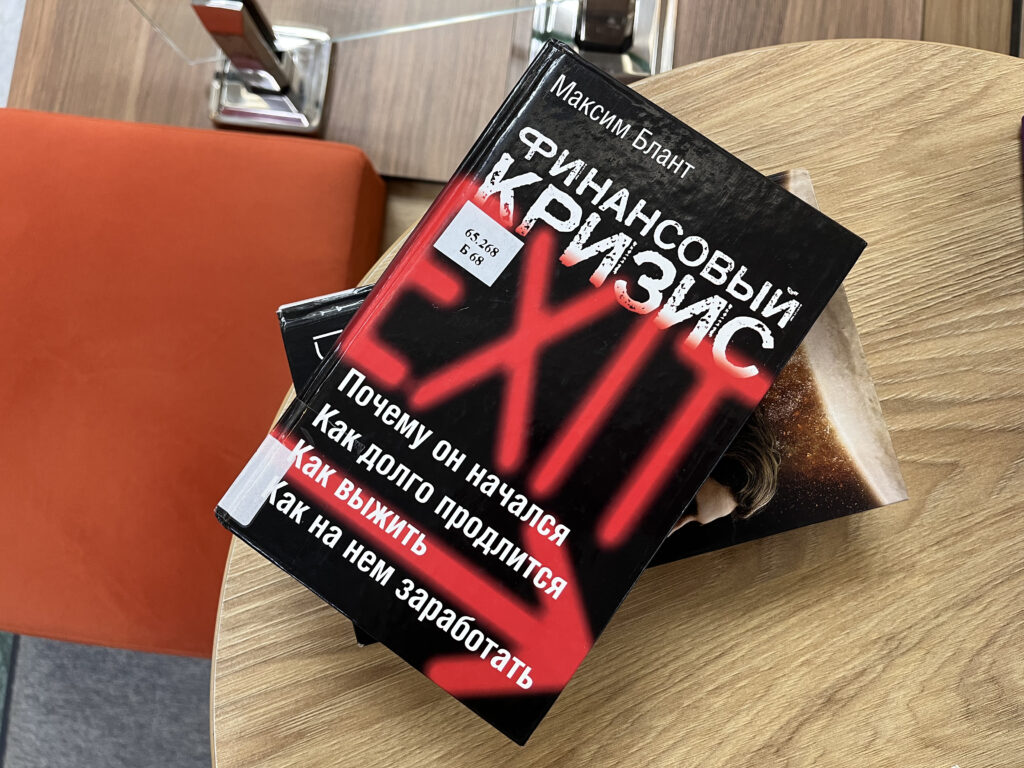 Максим Блант
ФИНАНСОВЫЙ
КРИЗИС
65.268
Б 68
EXIT
Почему он начался
Как долго продлится
Как выжить
Как на нем заработать